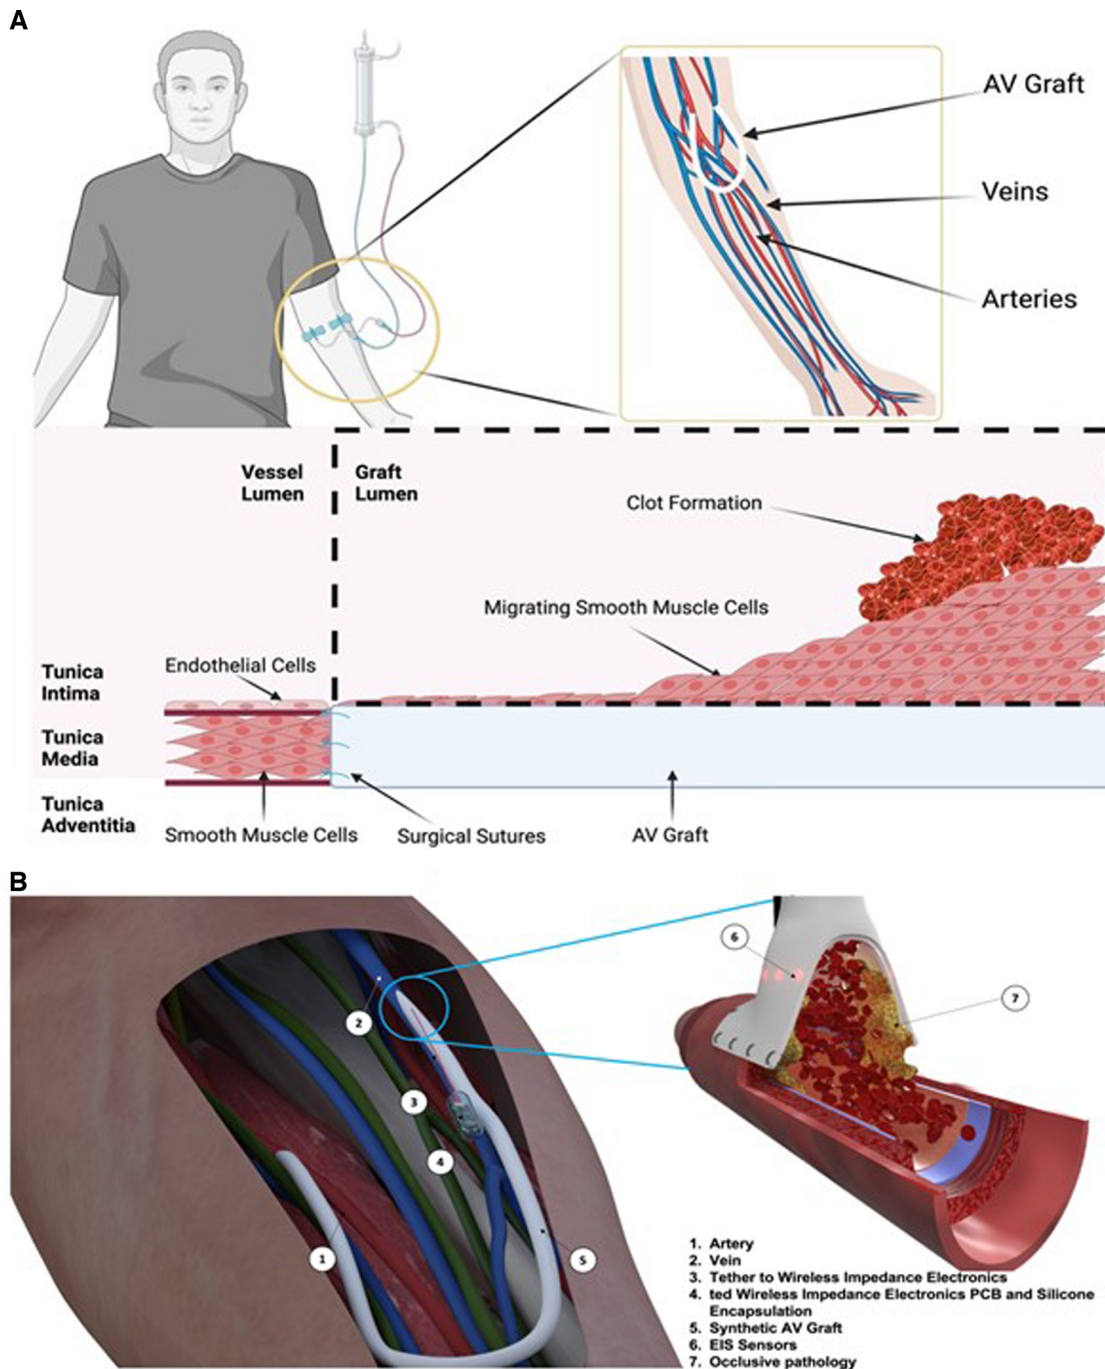 A
AV Graft
Veins
Arteries
Vessel
Lumen
Graft
Lumen
Clot Formation
Migrating Smooth Muscle Cells
Endothelial Cells
Tunica
Intima
Tunica
Media
Tunica
Adventitia
Smooth Muscle Cells
Surgical Sutures
AV Graft
B
6
7
2
3
4
1
5
1. Artery
2. Vein
3. Tether to Wireless Impedance Electronics
4. ted Wireless Impedance Electronics PCB and Silicone
Encapsulation
5. Synthetic AV Graft
6. EIS Sensors
7. Occlusive pathology